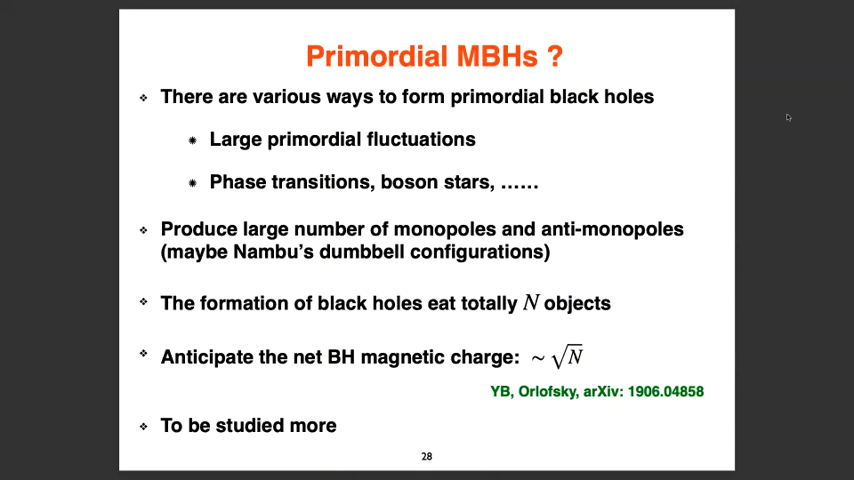 Primordial MBHs ?
❖ There are various ways to form primordial black holes
✷ Large primordial fluctuations
✷ Phase transitions, boson stars, ……
❖ Produce large number of monopoles and anti-monopoles
(maybe Nambu’s dumbbell configurations)
❖ The formation of black holes eat totally N objects
❖ Anticipate the net BH magnetic charge: ~ √N
YB, Orlofsky, arXiv: 1906.04858
❖ To be studied more
28